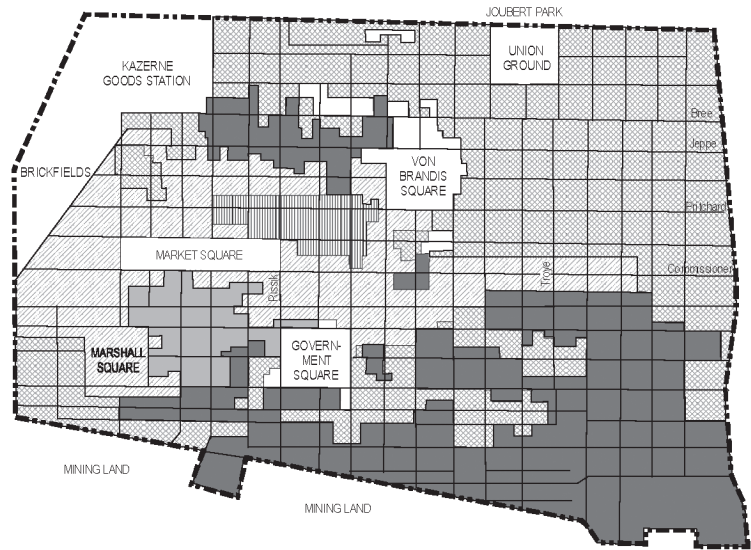 JOUBERT PARK
KAZERNE
GOODS STATION
UNION
GROUND
Bree
Jeppe
BRICKFIELDS
VON
BRANDIS
SQUARE
Pritchard
MARKET SQUARE
Rissik
Troye
Commissioner
MARSHALL
SQUARE
GOVERN-
MENT
SQUARE
MINING LAND
MINING LAND